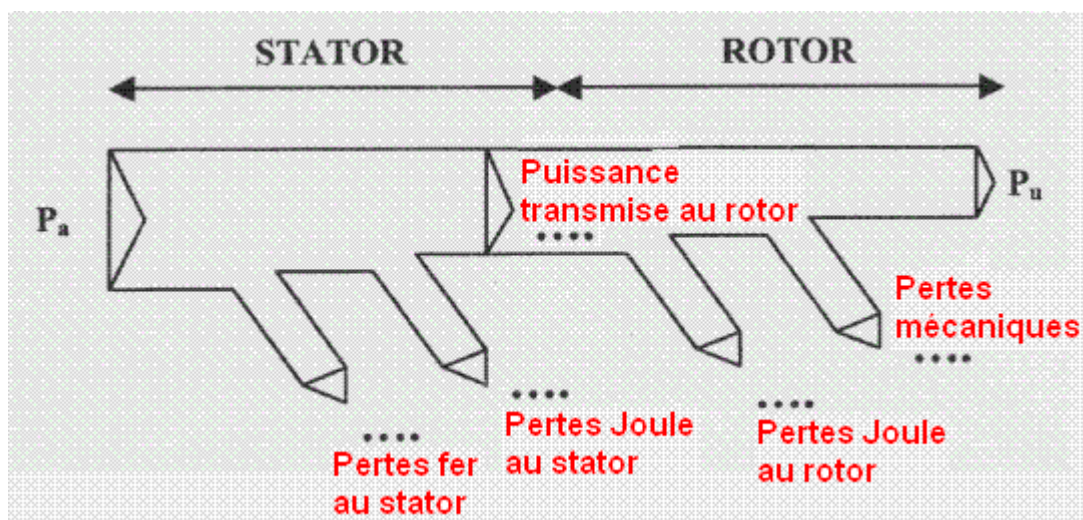 STATOR
ROTOR
Pa
Puissance
transmise au rotor
....
Pu
Pertes
mécaniques
....
....
Pertes Joule
au stator
....
Pertes Joule
au rotor
....
Pertes fer
au stator